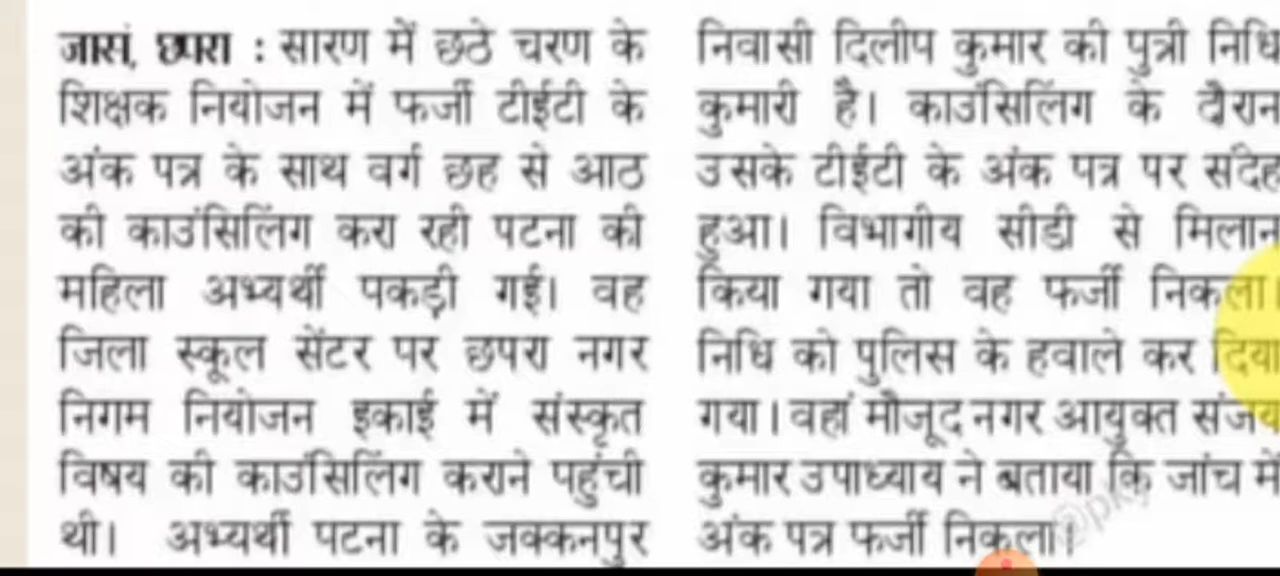 जासं, छपरा : सारण में छठे चरण के
शिक्षक नियोजन में फर्जी टीईटी के
अंक पत्र के साथ वर्ग छह से आठ
की काउंसिलिंग करा रही पटना की
महिला अभ्यर्थी पकड़ी गई। वह
जिला स्कूल सेंटर पर छपरा नगर
निगम नियोजन इकाई में संस्कृत
विषय की काउंसिलिंग कराने पहुंची
थी। अभ्यर्थी पटना के जक्कनपुर
निवासी दिलीप कुमार की पुत्री निधि
कुमारी है। काउंसिलिंग के दौरान
उसके टीईटी के अंक पत्र पर संदेह
हुआ। विभागीय सीडी से मिलान
किया गया तो वह फर्जी निकला।
निधि को पुलिस के हवाले कर दिया
गया। वहां मौजूद नगर आयुक्त संजय
कुमार उपाध्याय ने बताया कि जांच में
अंक पत्र फर्जी निकला।